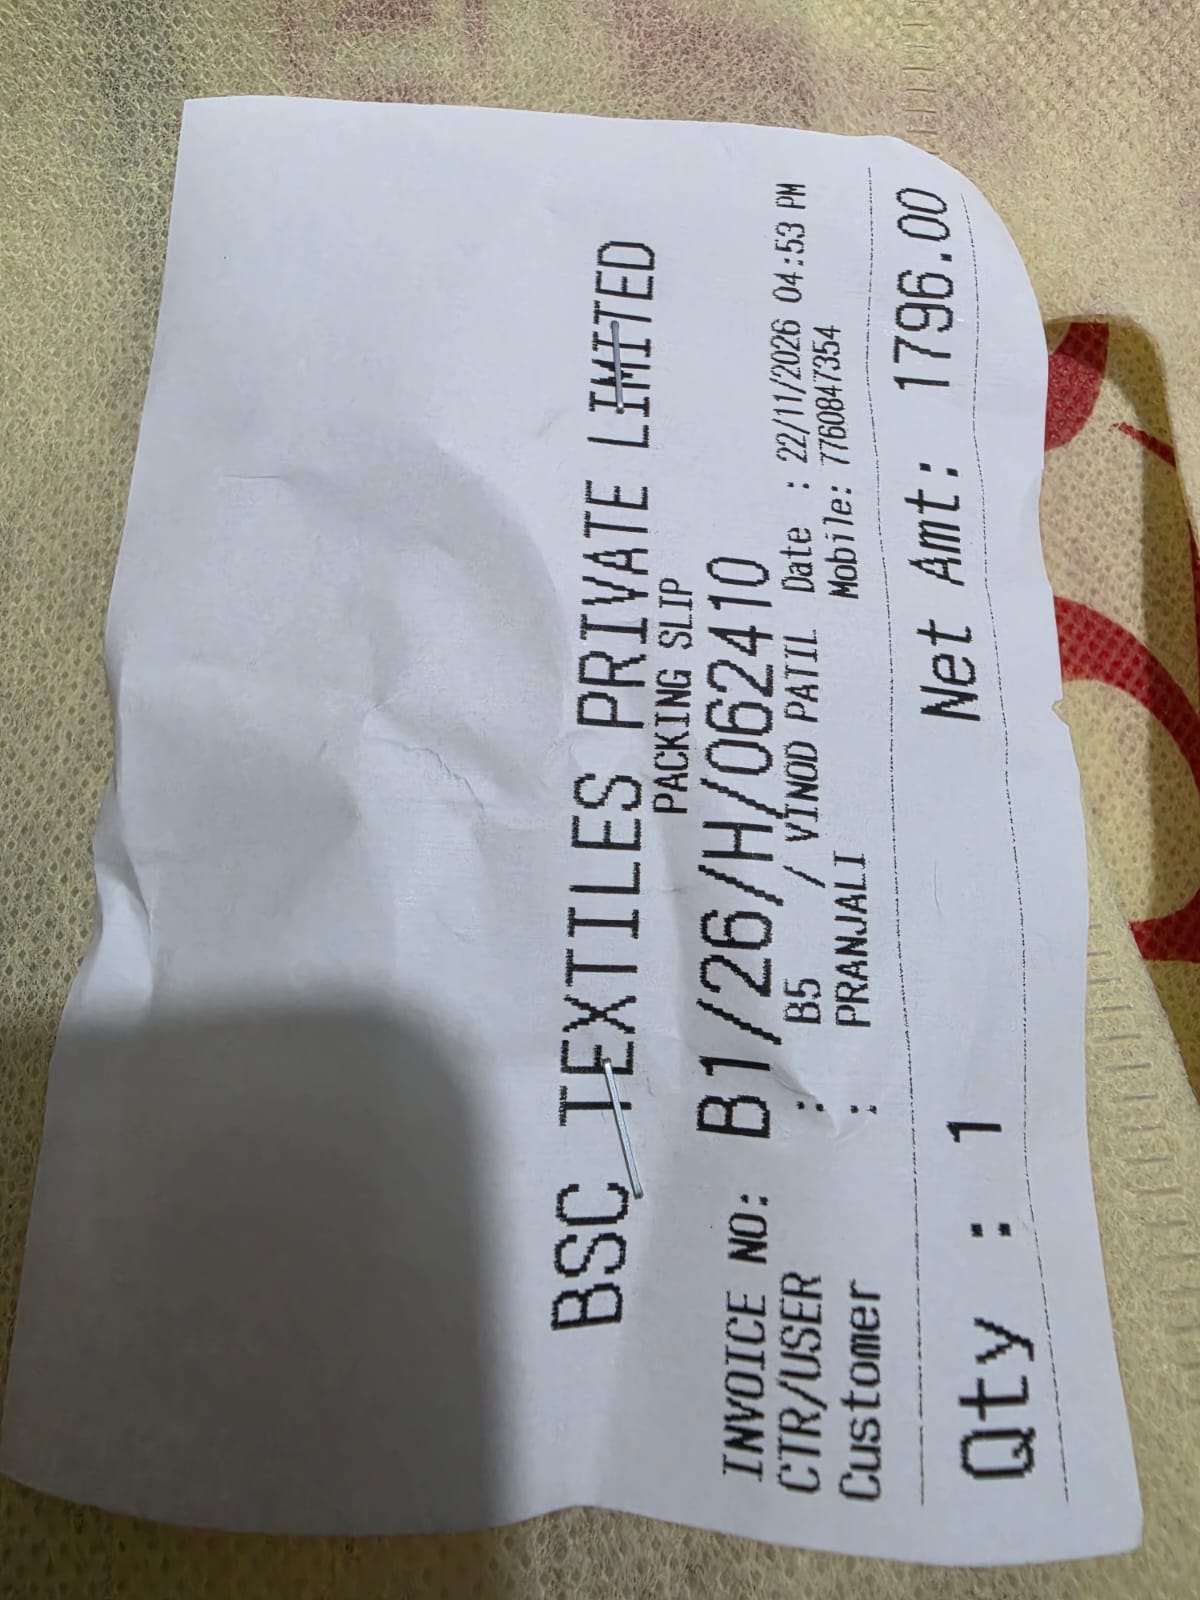 BSC TEXTILES PRIVATE LIMITED
PACKING SLIP
INVOICE NO: B1/26/H/062410
CTR/USER : B5 / VINOD PATIL Date : 22/11/2026 04:53 PM
Customer : PRANJALI Mobile: 7760847354
Qty : 1 Net Amt: 1796.00